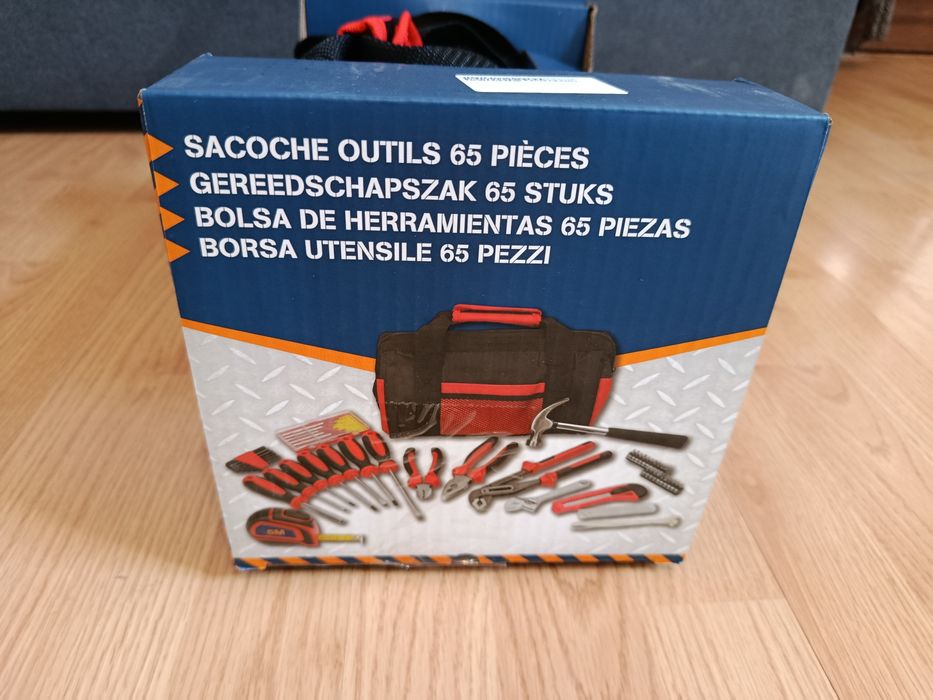 SACOCHE OUTILS 65 PIÈCES
GEREEDSCHAPSZAK 65 STUKS
BOLSA DE HERRAMIENTAS 65 PIEZAS
BORSA UTENSILE 65 PEZZI